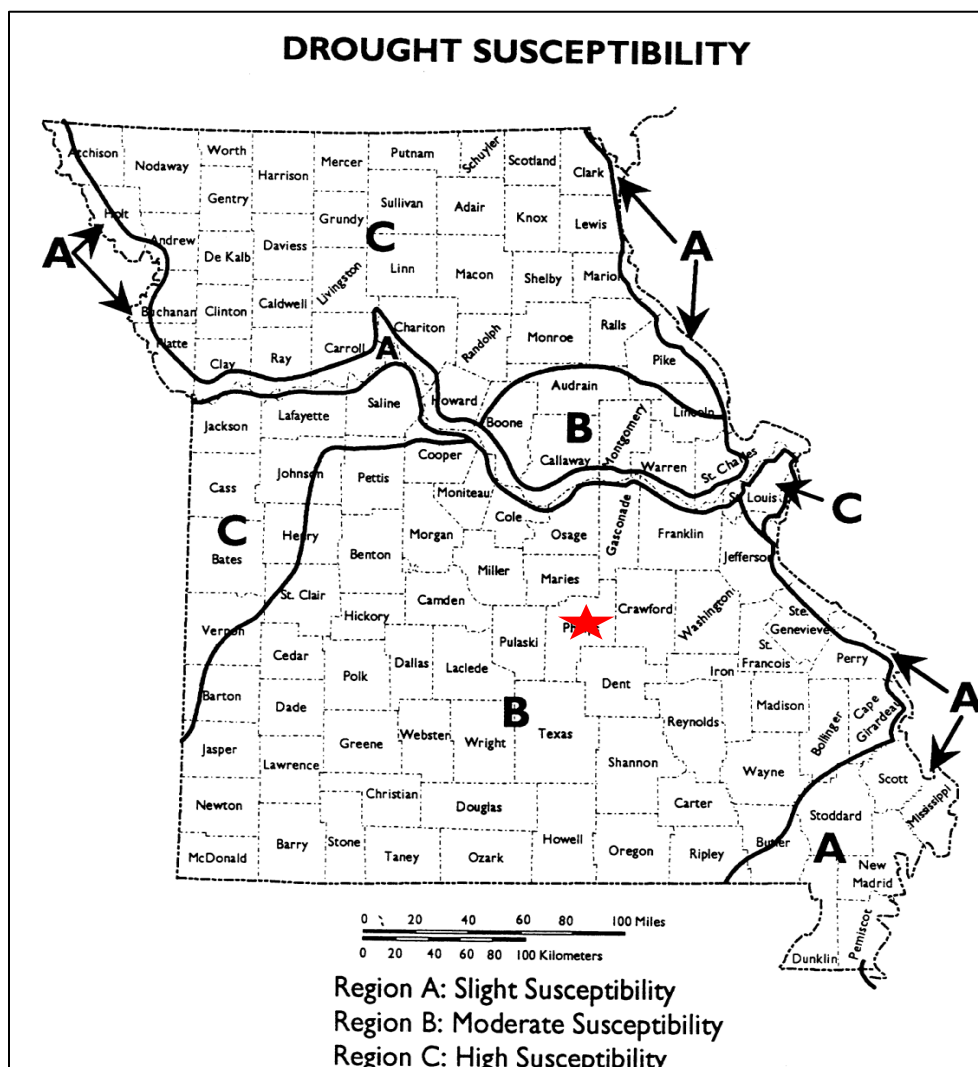 DROUGHT SUSCEPTIBILITY
Atchison
Nodaway
Worth
Harrison
Mercer
Putnam
Schuyler
Scotland
Clark
Gentry
Sullivan
Adair
Knox
Lewis
A
Holt
Grundy
C
A
A
Andrew
De Kalb
Daviess
Livingston
Linn
Macon
Shelby
Marion
Buchanan
Clinton
Caldwell
Chariton
Randolph
Monroe
Ralls
Platte
Clay
Ray
Carroll
A
Pike
Audrain
Howard
Boone
Lincoln
Jackson
Lafayette
Saline
B
Montgomery
Callaway
Warren
St. Charles
Cooper
Johnson
Pettis
Moniteau
St. Louis
C
Cass
Cole
Gasconade
C
Henry
Morgan
Osage
Franklin
Bates
Benton
Miller
Maries
Jefferson
St. Clair
Camden
Crawford
Washington
Ste.
Genevieve
Hickory
Pulaski
St.
Francois
Vernon
Cedar
Dallas
Laclede
Iron
Perry
Polk
Dent
Barton
Dade
B
Texas
Reynolds
Madison
Bollinger
Cape
Girardeau
A
Jasper
Greene
Webster
Wright
Lawrence
Shannon
Wayne
Scott
Christian
Mississippi
Newton
Douglas
Carter
Stoddard
Barry
Stone
Howell
Butler
A
McDonald
Taney
Ozark
Oregon
Ripley
New
Madrid
Pemiscot
Dunklin
0 20 40 60 80 100 Miles
0 20 40 60 80 100 Kilometers
Region A: Slight Susceptibility
Region B: Moderate Susceptibility
Region C: High Susceptibility